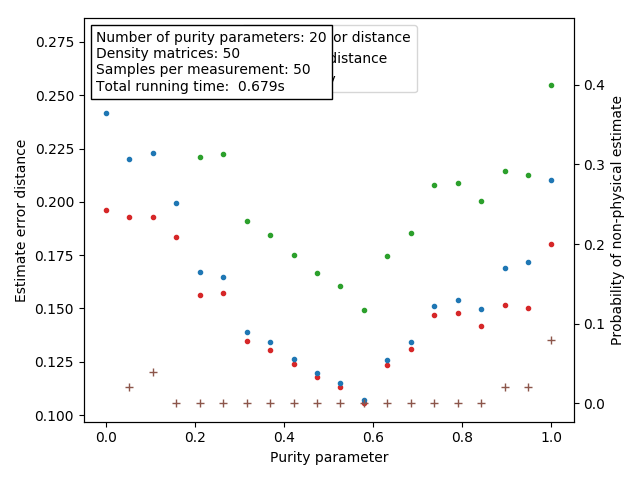 Number of purity parameters: 20 or distance
Density matrices: 50
distance
Samples per measurement: 50
Total running time:  0.679s
0.275
0.250
0.225
0.200
0.175
0.150
0.125
0.100
Estimate error distance
0.4
0.3
0.2
0.1
0.0
Probability of non-physical estimate
0.0 0.2 0.4 0.6 0.8 1.0
Purity parameter